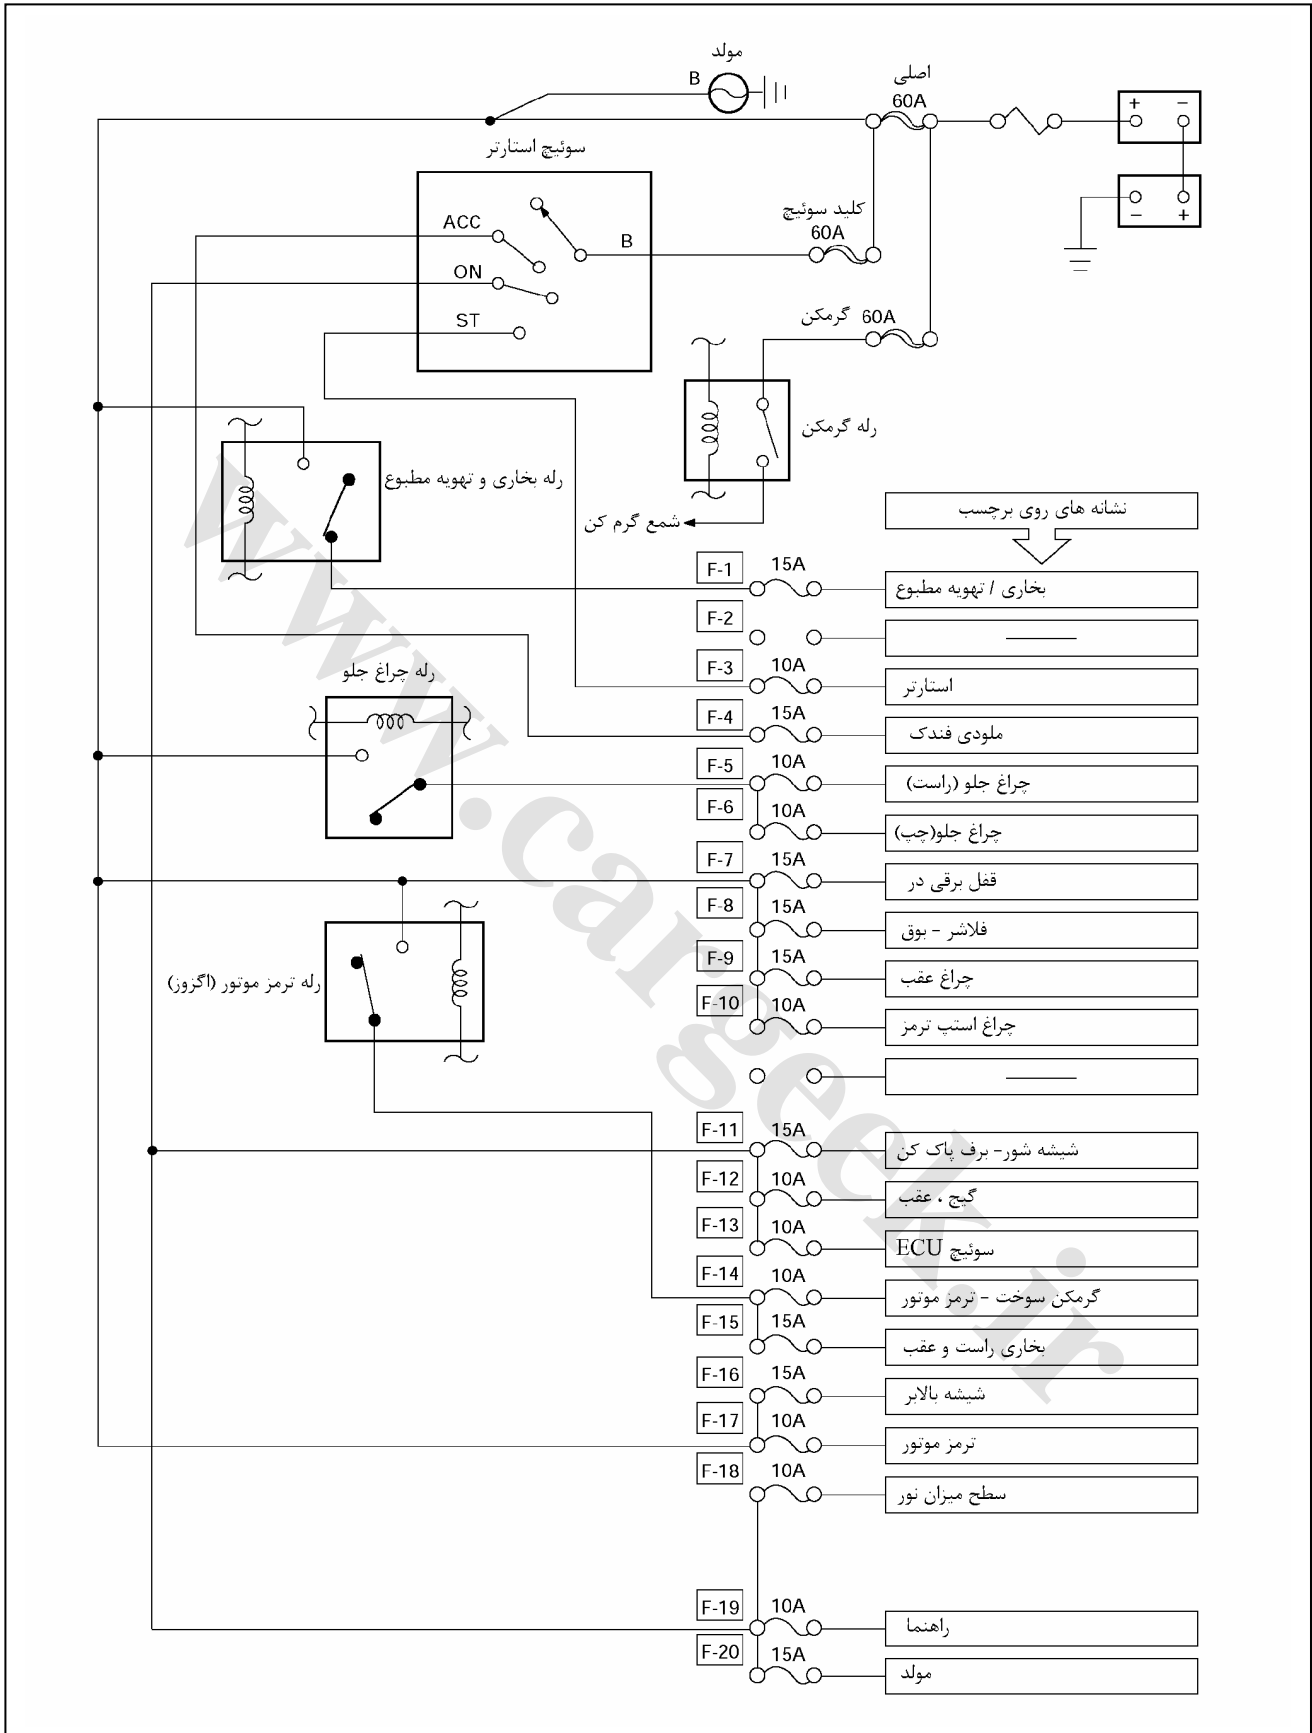 مولد
B
اصلی
60A
+ −
سوئیچ استارتر
− +
کلید سوئیچ
60A
ACC
B
ON
ST
گرمکن 60A
رله گرمکن
رله بخاری و تهویه مطبوع
شمع گرم کن
نشانه های روی برچسب
F-1 15A بخاری / تهویه مطبوع
F-2
F-3 10A استارتر
رله چراغ جلو
F-4 15A ملودی فندک
F-5 10A چراغ جلو (راست)
F-6 10A چراغ جلو(چپ)
F-7 15A قفل برقی در
F-8 15A فلاشر - بوق
F-9 15A چراغ عقب
رله ترمز موتور (اگزوز)
F-10 10A چراغ استپ ترمز
F-11 15A شیشه شور- برف پاک کن
F-12 10A گیج ، عقب
F-13 10A سوئیچ ECU
F-14 10A گرمکن سوخت - ترمز موتور
F-15 15A بخاری راست و عقب
F-16 15A شیشه بالابر
F-17 10A ترمز موتور
F-18 10A سطح میزان نور
F-19 10A راهنما
F-20 15A مولد
www.cargeek.ir